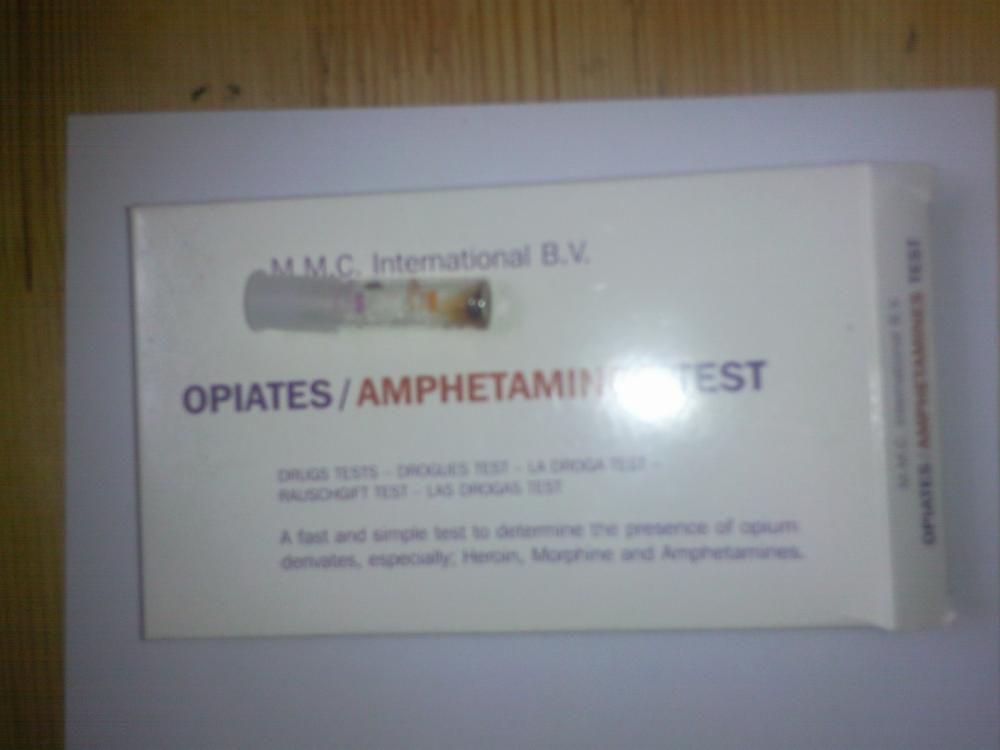 M.M.C. International B.V.
OPIATES / AMPHETAMINES TEST
DRUGS TESTS - DROGUES TEST - LA DROGA TEST -
RAUSCHGIFT TEST - LAS DROGAS TEST
A fast and simple test to determine the presence of opium
derivates, especially; Heroin, Morphine and Amphetamines.
M.M.C. International B.V.
OPIATES / AMPHETAMINES TEST